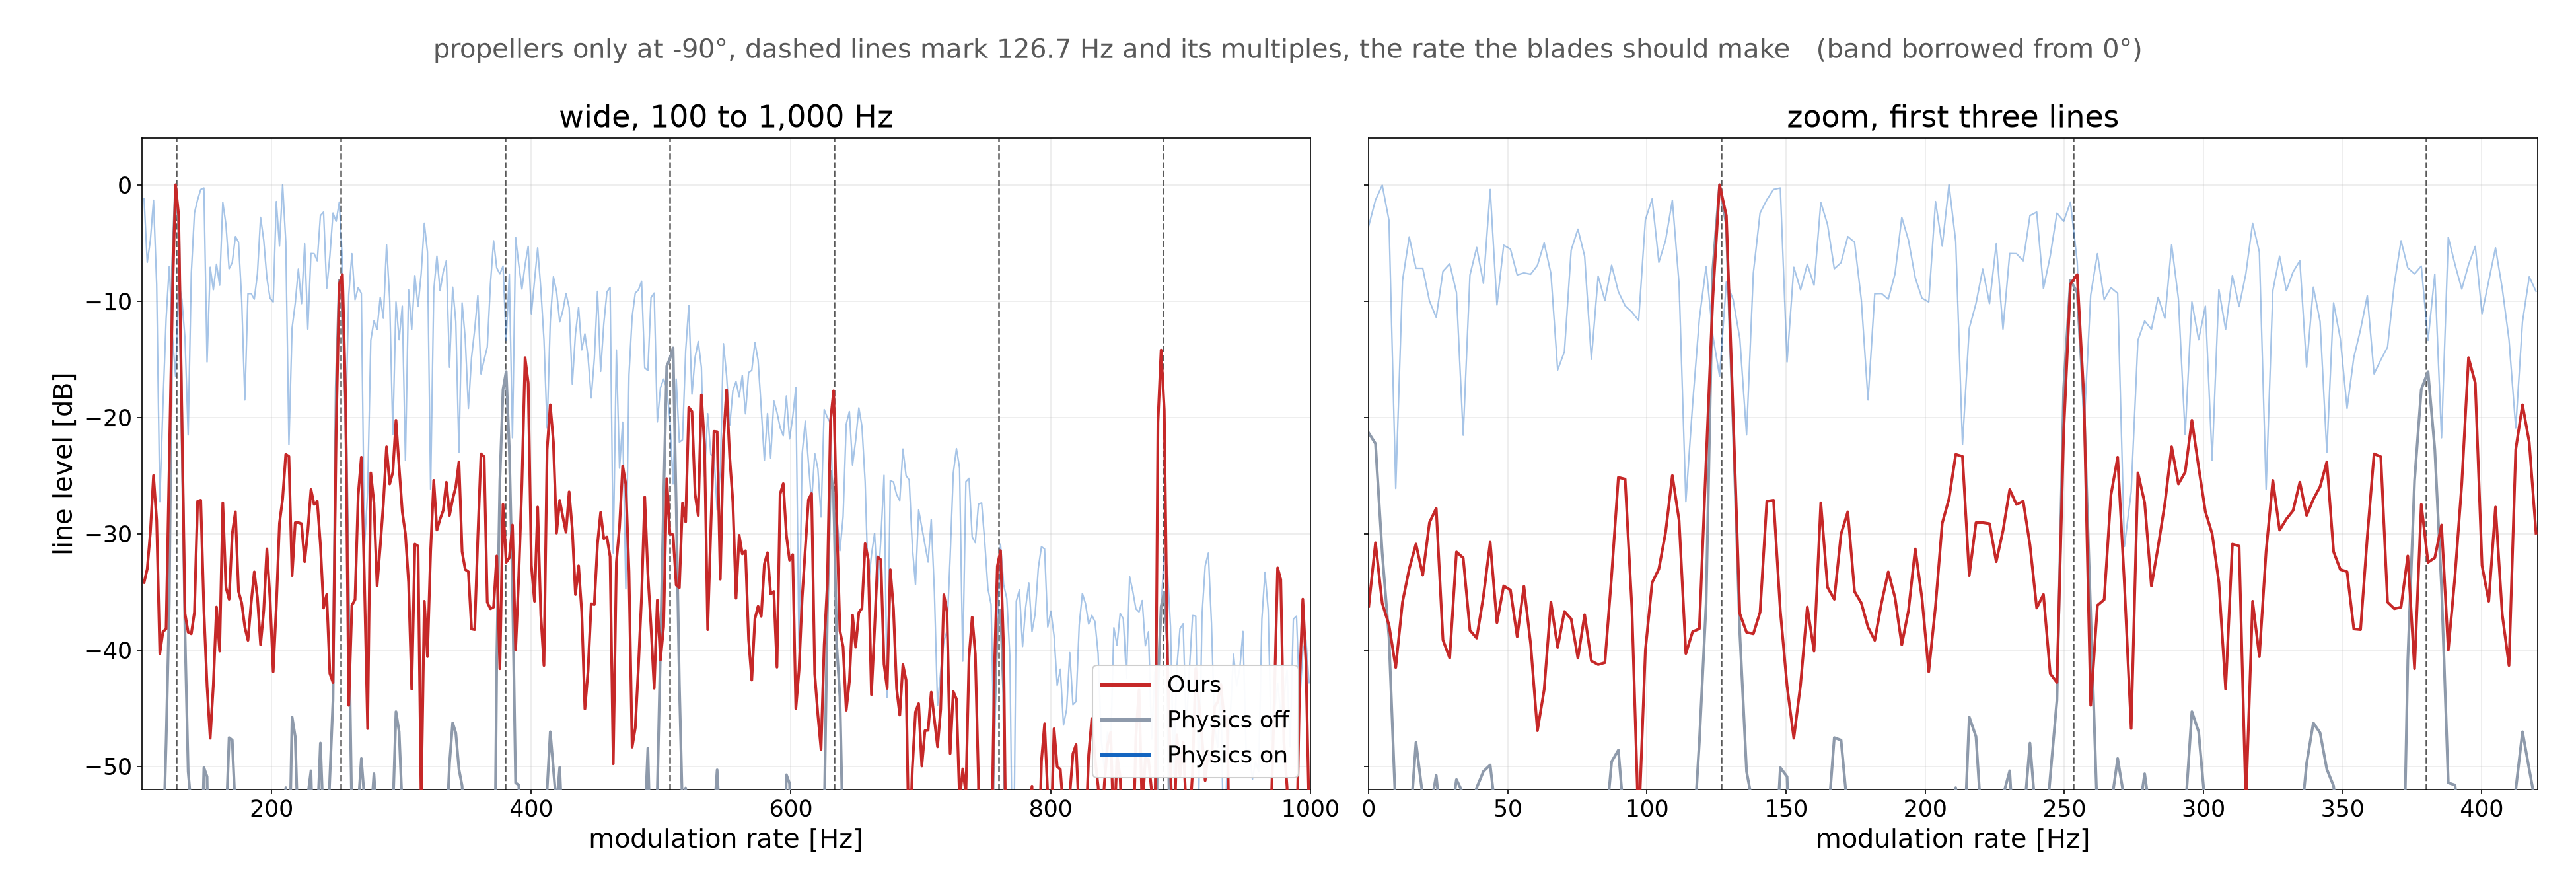 propellers only at -90°, dashed lines mark 126.7 Hz and its multiples, the rate the blades should make (band borrowed from 0°)
wide, 100 to 1,000 Hz
zoom, first three lines
line level [dB]
0
−10
−20
−30
−40
−50
Ours
Physics off
Physics on
200
400
600
800
1000
modulation rate [Hz]
0
50
100
150
200
250
300
350
400
modulation rate [Hz]